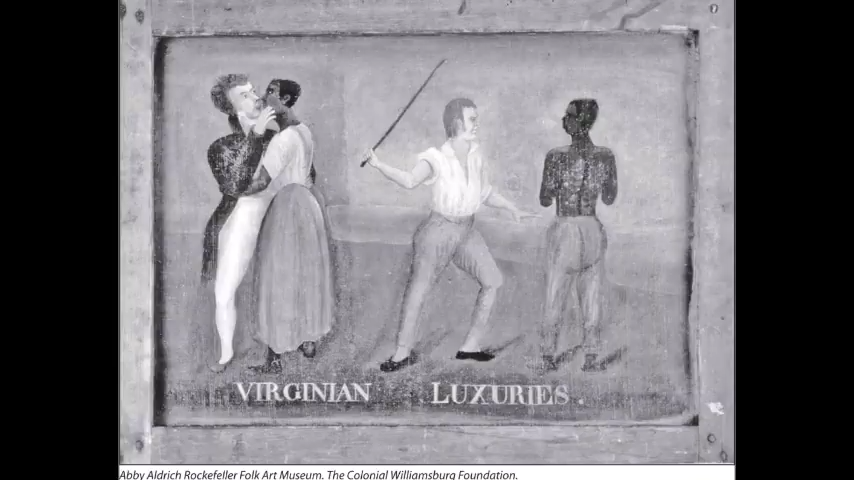 VIRGINIAN LUXURIES.
Abby Aldrich Rockefeller Folk Art Museum. The Colonial Williamsburg Foundation.